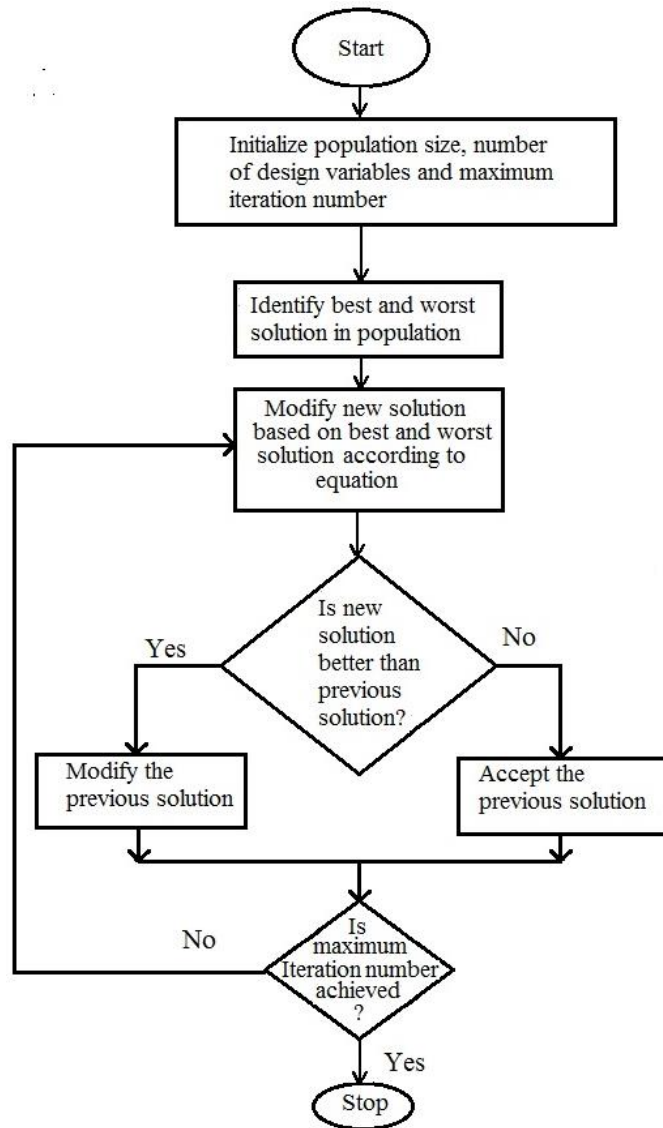 Start
Initialize population size, number
of design variables and maximum
iteration number
Identify best and worst
solution in population
Modify new solution
based on best and worst
solution according to
equation
Is new
solution
better than
previous
solution?
Yes
No
Modify the
previous solution
Accept the
previous solution
Is
maximum
Iteration number
achieved
?
No
Yes
Stop